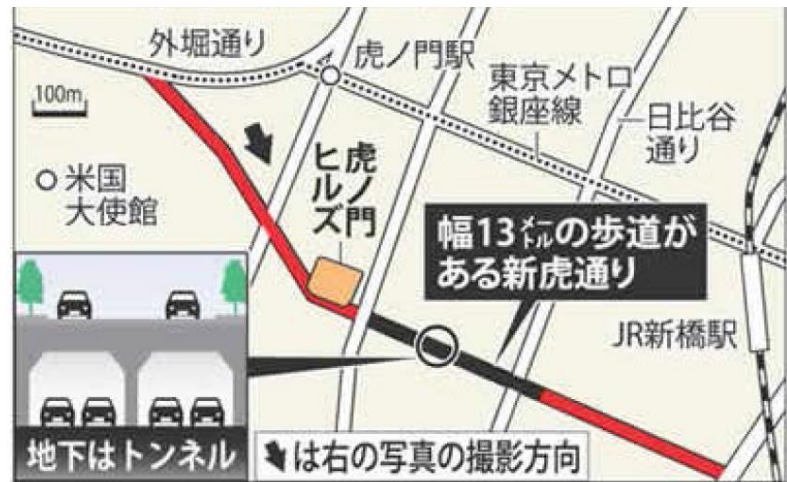 外堀通り
虎ノ門駅
100m
東京メトロ
銀座線
日比谷
通り
米国
大使館
虎ノ門
ヒルズ
幅13メートルの歩道が
ある新虎通り
JR新橋駅
地下はトンネル
は右の写真の撮影方向